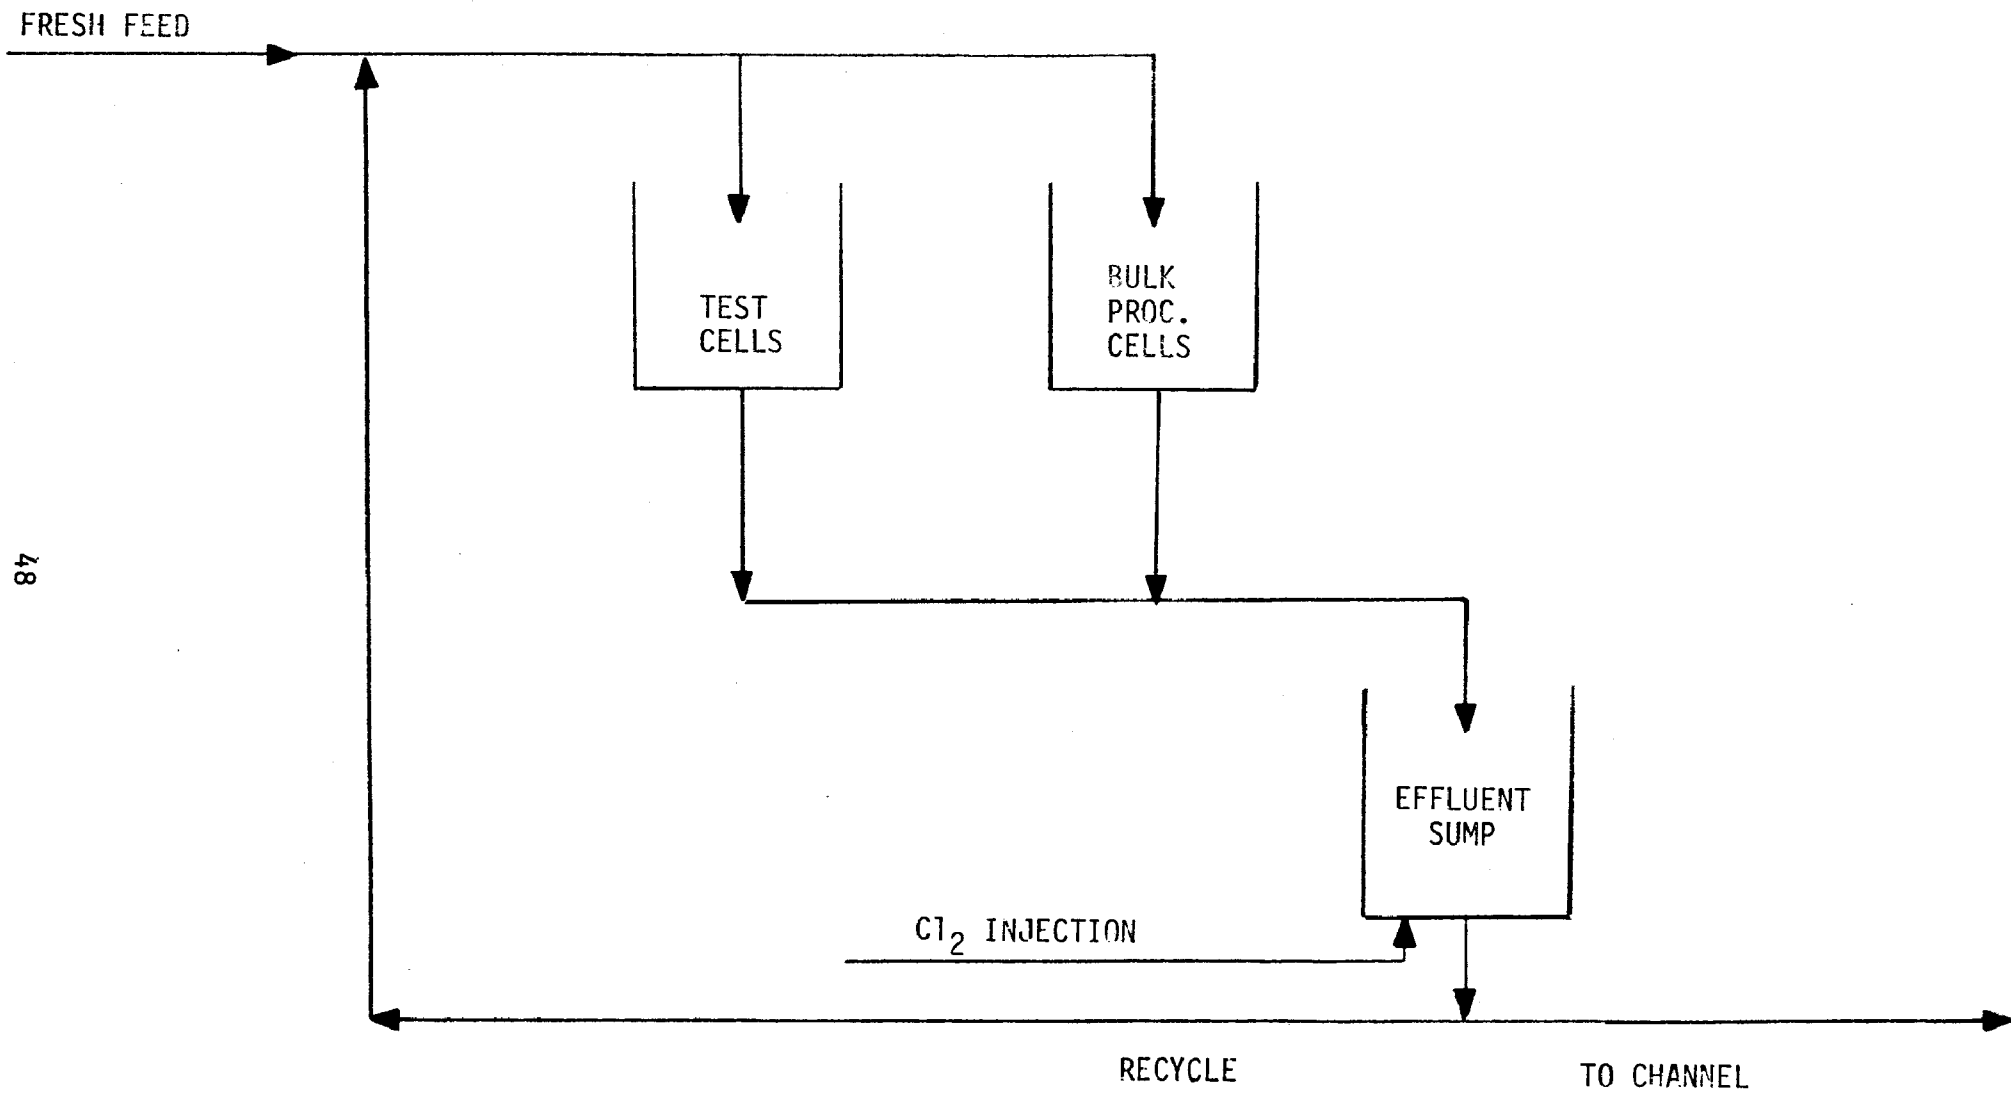 FRESH FEED
TEST
CELLS
BULK
PROC.
CELLS
48
EFFLUENT
SUMP
Cl2 INJECTION
RECYCLE
TO CHANNEL